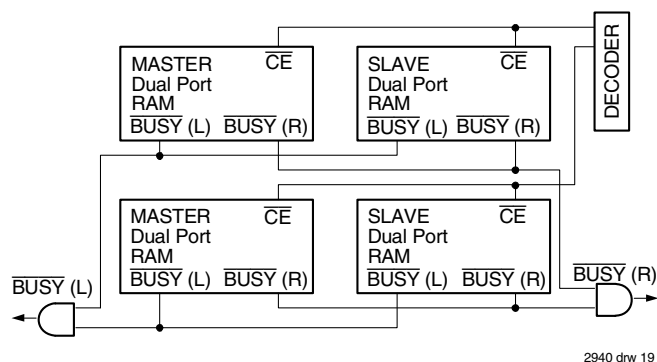 MASTER
Dual Port
RAM
CE
BUSY (L) BUSY (R)
SLAVE
Dual Port
RAM
CE
BUSY (L) BUSY (R)
DECODER
MASTER
Dual Port
RAM
CE
BUSY (L) BUSY (R)
SLAVE
Dual Port
RAM
CE
BUSY (L) BUSY (R)
BUSY (L)
BUSY (R)
2940 drw 19